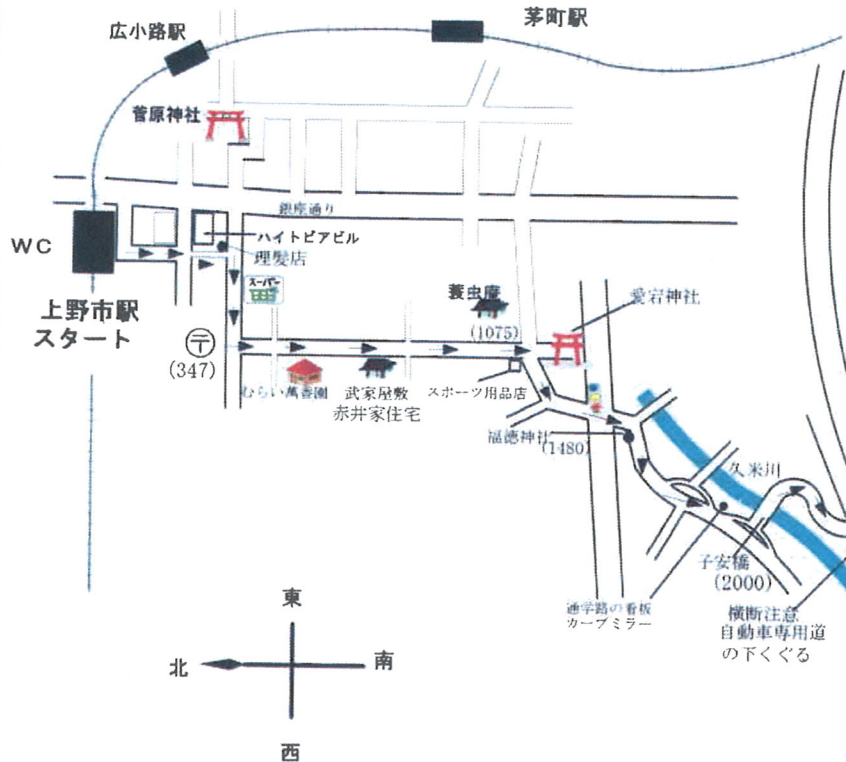 広小路駅
茅町駅
菅原神社
銀座通り
WC
ハイトピアビル
理髪店
スーパー
上野市駅
スタート
〒
(347)
蓑虫庵
(1075)
愛宕神社
むらい萬香園
武家屋敷
赤井家住宅
スポーツ用品店
福徳神社
(1480)
久米川
子安橋
(2000)
通学路の看板
カーブミラー
横断注意
自動車専用道
の下くぐる
東
北
南
西